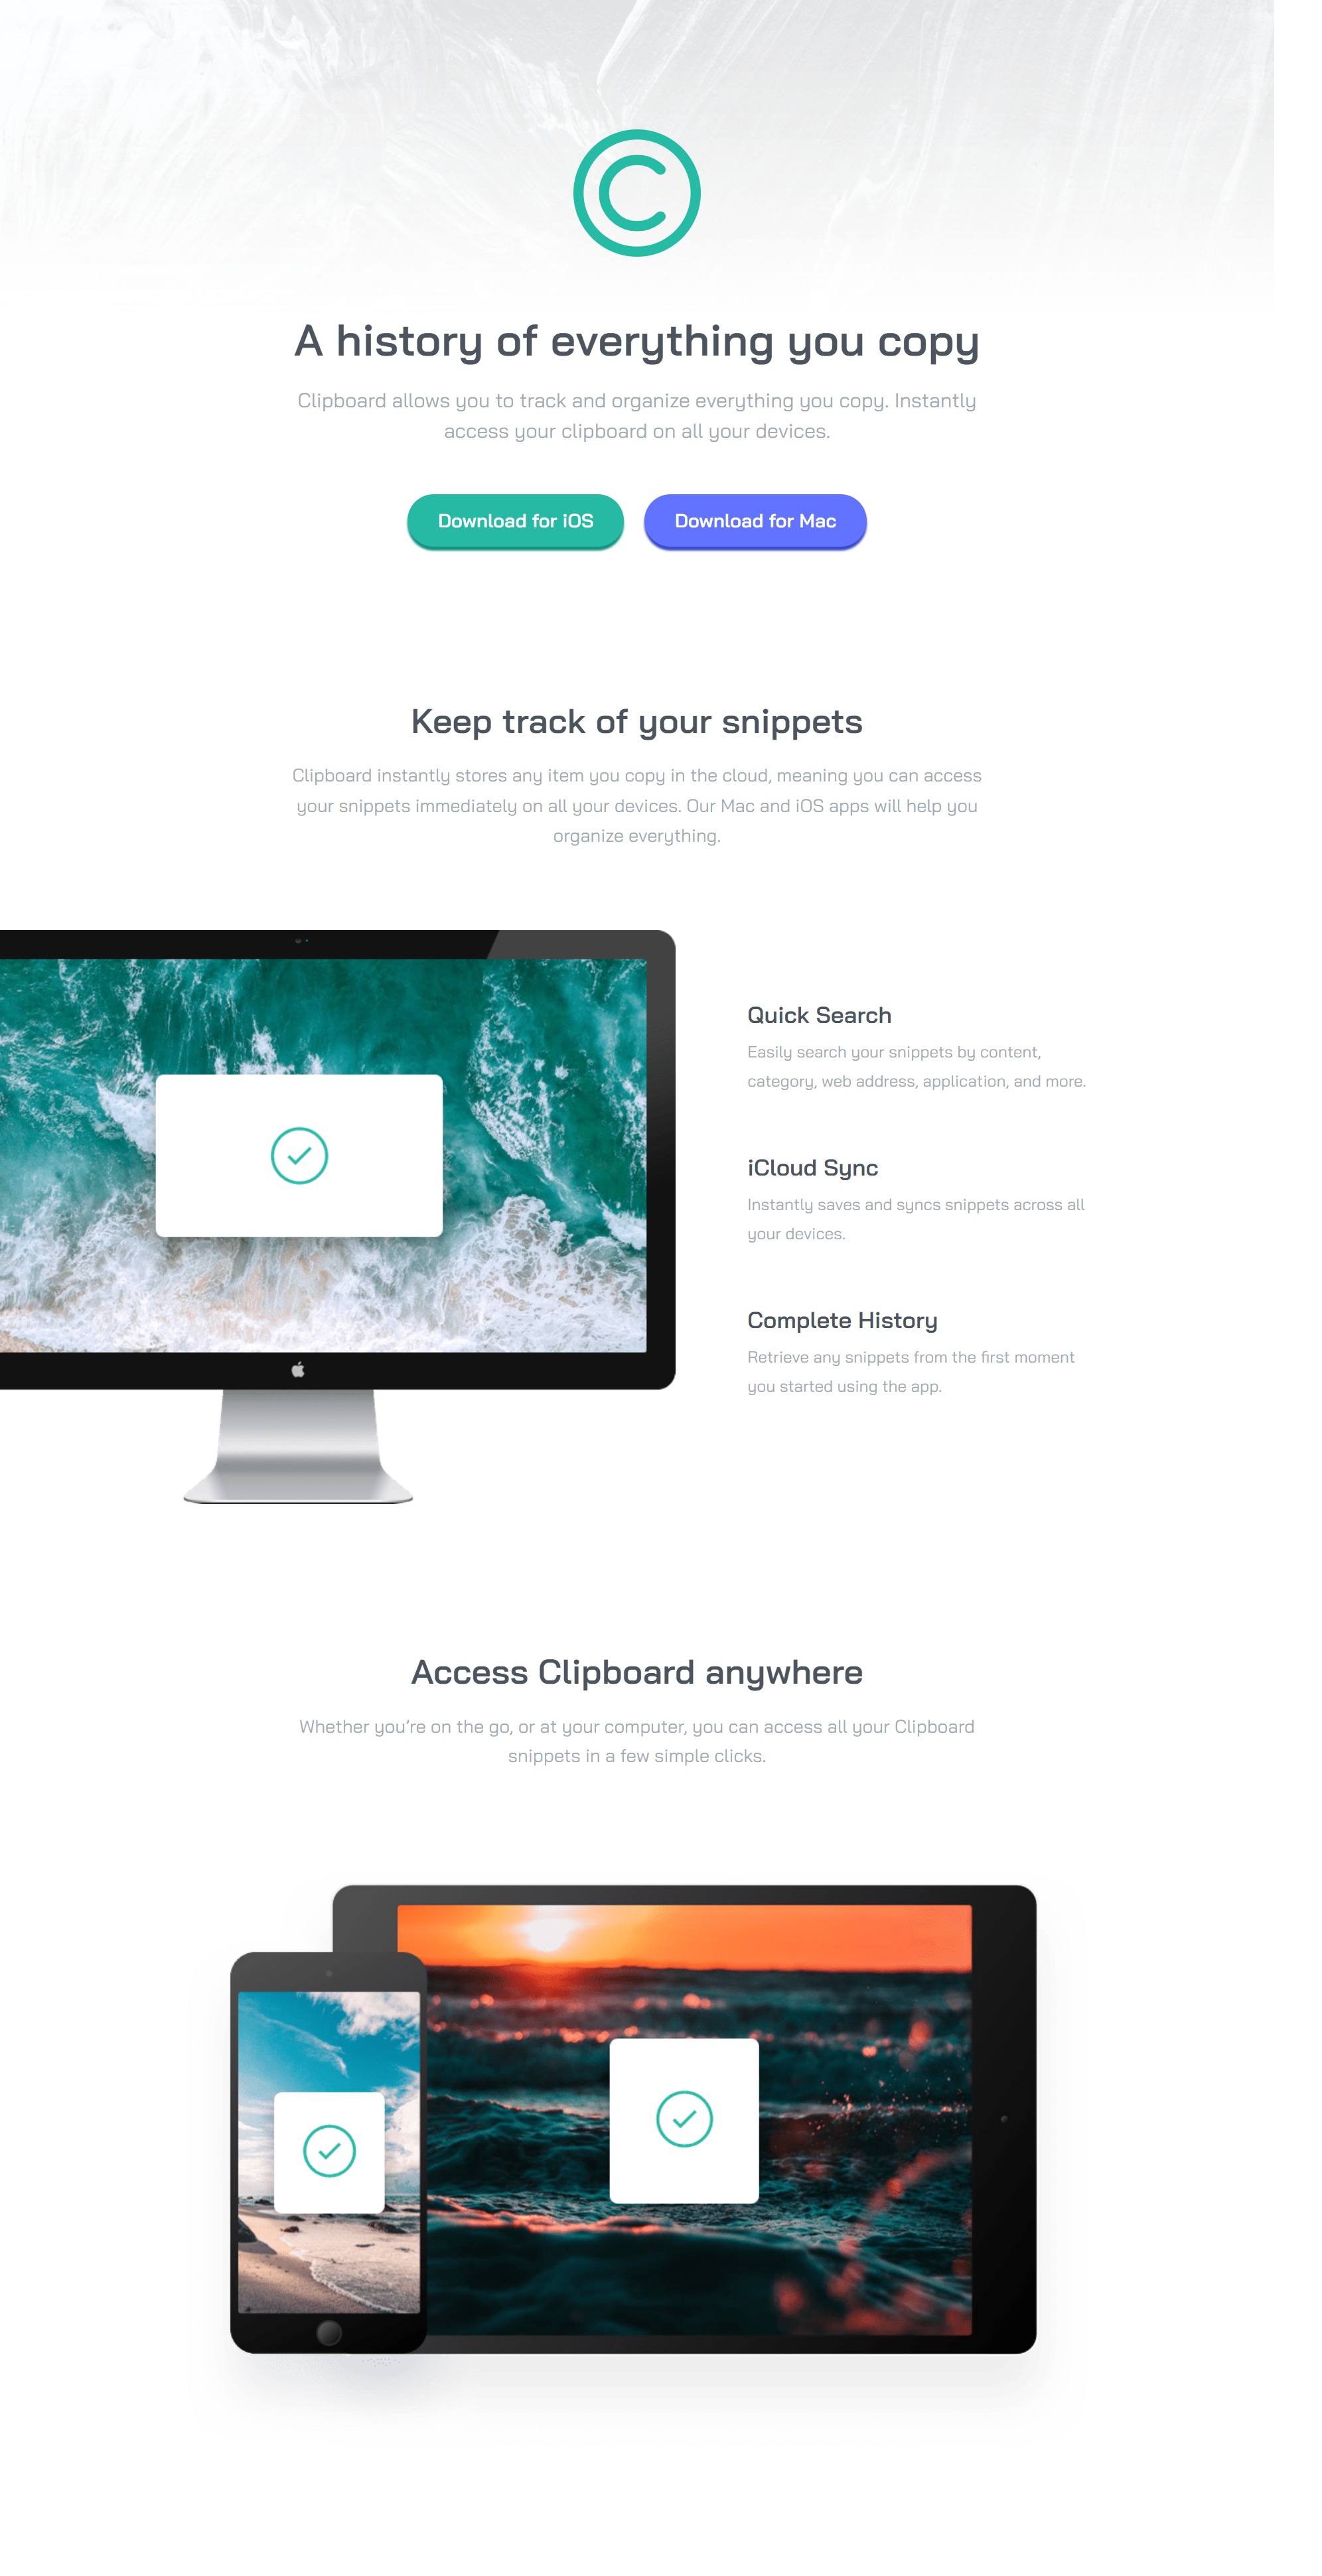 A history of everything you copy
Clipboard allows you to track and organize everything you copy. Instantly
access your clipboard on all your devices.
Download for iOS
Download for Mac
Keep track of your snippets
Clipboard instantly stores any item you copy in the cloud, meaning you can access
your snippets immediately on all your devices. Our Mac and iOS apps will help you
organize everything.
Quick Search
Easily search your snippets by content,
category, web address, application, and more.
iCloud Sync
Instantly saves and syncs snippets across all
your devices.
Complete History
Retrieve any snippets from the first moment
you started using the app.
Access Clipboard anywhere
Whether you’re on the go, or at your computer, you can access all your Clipboard
snippets in a few simple clicks.